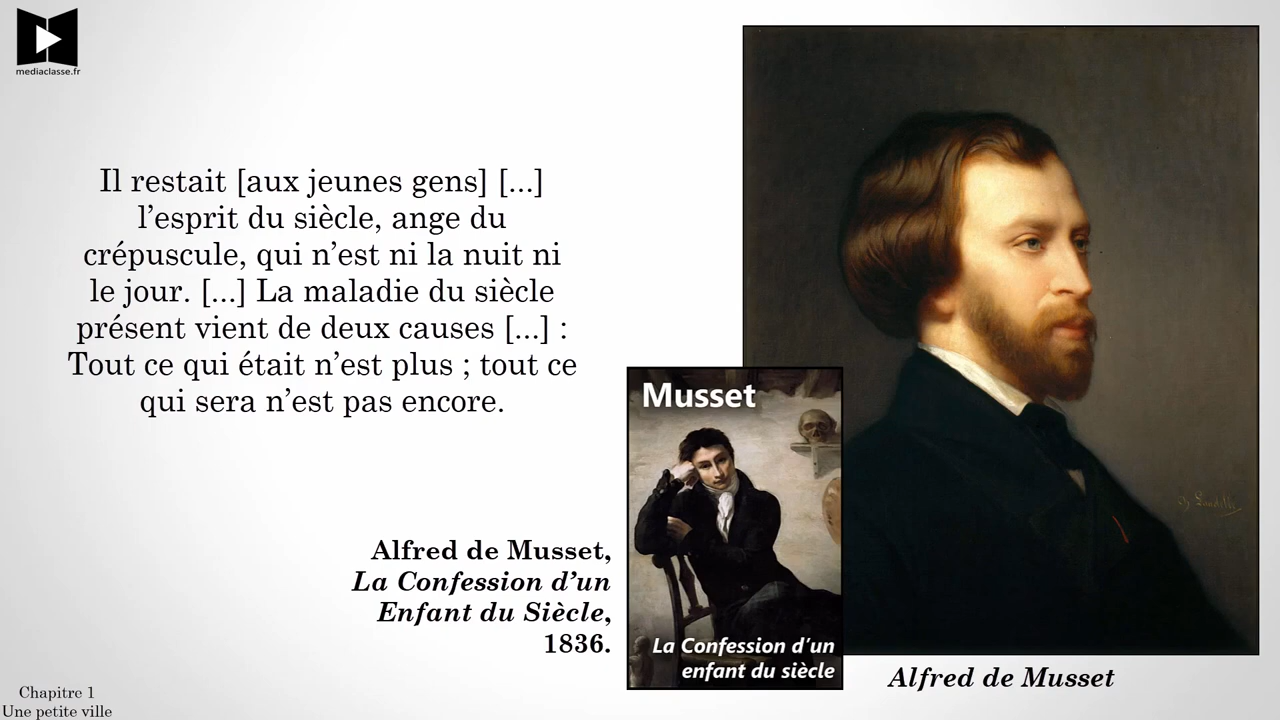 mediaclasse.fr
Il restait [aux jeunes gens] [...]
l’esprit du siècle, ange du
crépuscule, qui n’est ni la nuit ni
le jour. [...] La maladie du siècle
présent vient de deux causes [...] :
Tout ce qui était n’est plus ; tout ce
qui sera n’est pas encore.
Alfred de Musset,
La Confession d’un
Enfant du Siècle,
1836.
Musset
La Confession d’un
enfant du siècle
Alfred de Musset
Chapitre 1
Une petite ville